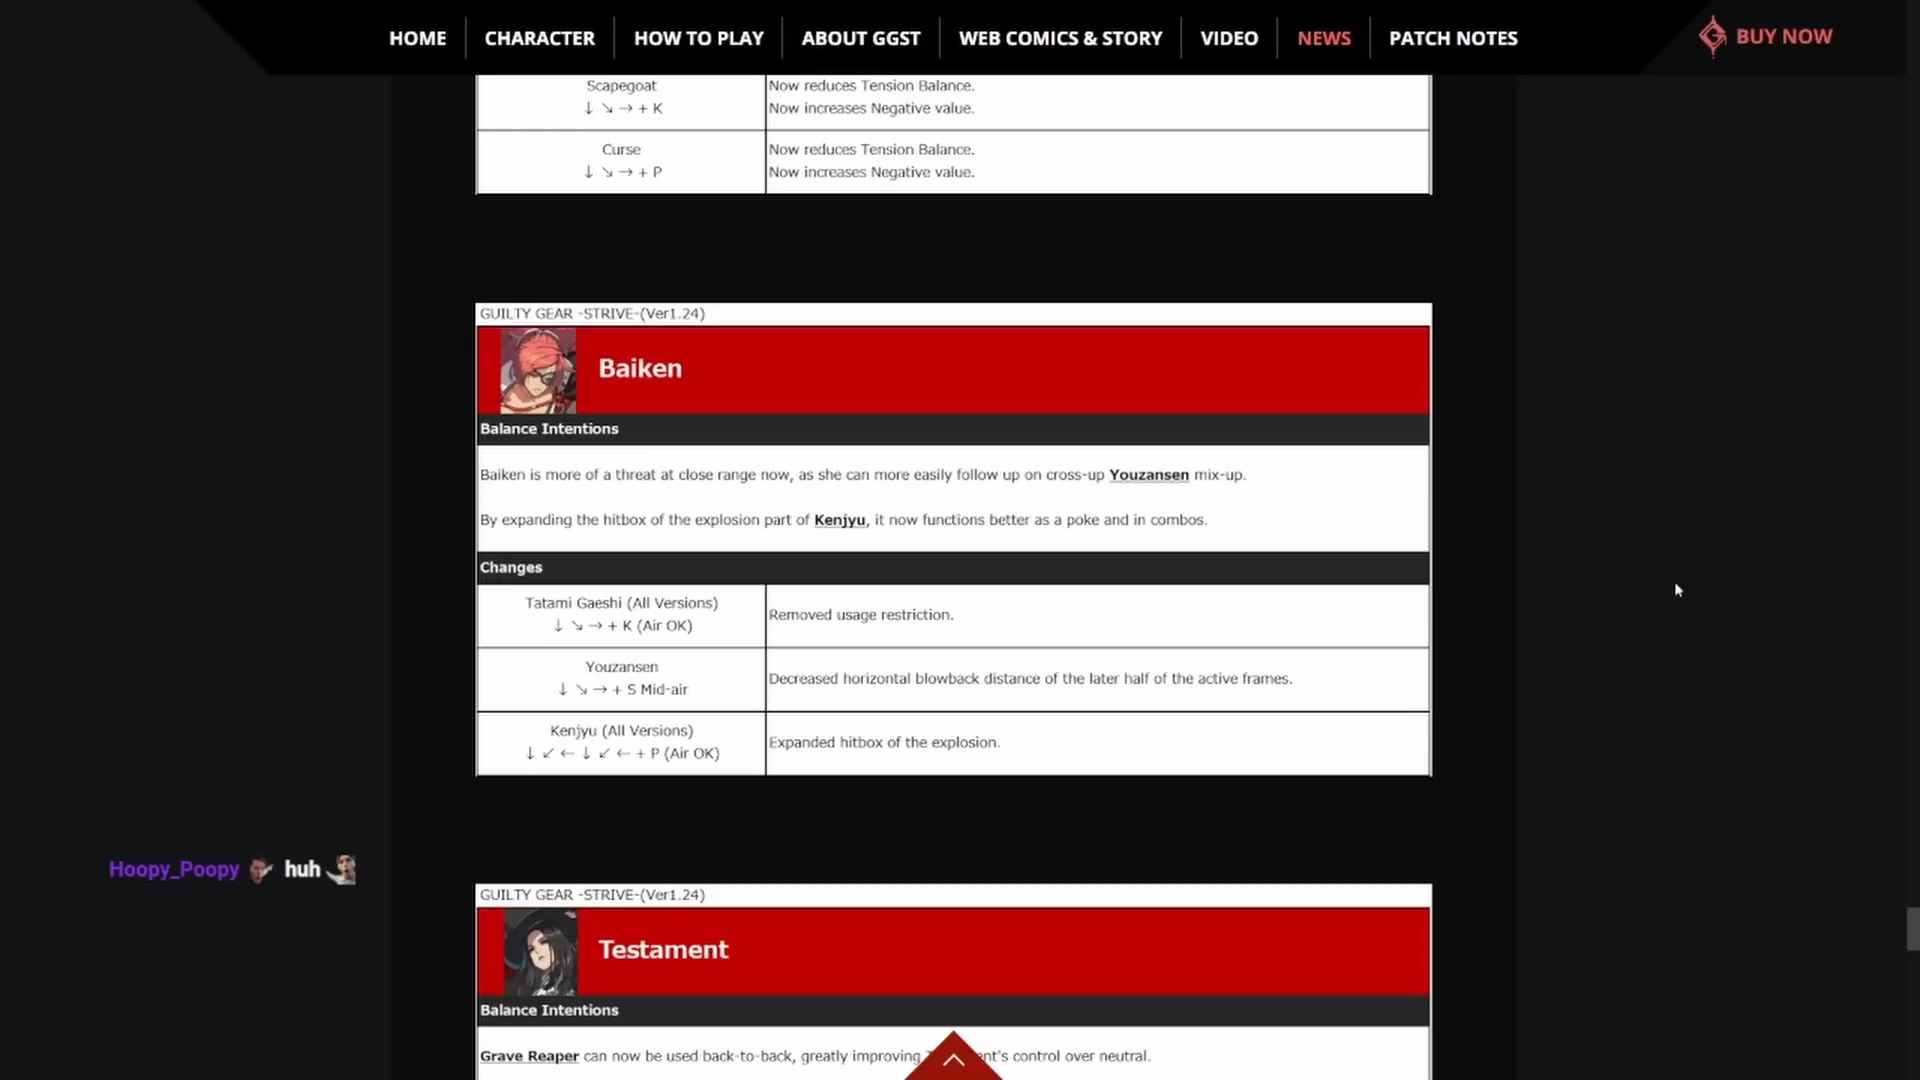 HOME CHARACTER HOW TO PLAY ABOUT GGST WEB COMICS & STORY VIDEO NEWS PATCH NOTES BUY NOW
Scapegoat
↓ ↘ → + K
Now reduces Tension Balance.
Now increases Negative value.
Curse
↓ ↘ → + P
Now reduces Tension Balance.
Now increases Negative value.
GUILTY GEAR -STRIVE-(Ver1.24)
Baiken
Balance Intentions
Baiken is more of a threat at close range now, as she can more easily follow up on cross-up Youzansen mix-up.
By expanding the hitbox of the explosion part of Kenjyu, it now functions better as a poke and in combos.
Changes
Tatami Gaeshi (All Versions)
↓ ↘ → + K (Air OK)
Removed usage restriction.
Youzansen
↓ ↘ → + S Mid-air
Decreased horizontal blowback distance of the later half of the active frames.
Kenjyu (All Versions)
↓ ↙ ← ↓ ↙ ← + P (Air OK)
Expanded hitbox of the explosion.
Hoopy_Poopy huh
GUILTY GEAR -STRIVE-(Ver1.24)
Testament
Balance Intentions
Grave Reaper can now be used back-to-back, greatly improving nt's control over neutral.